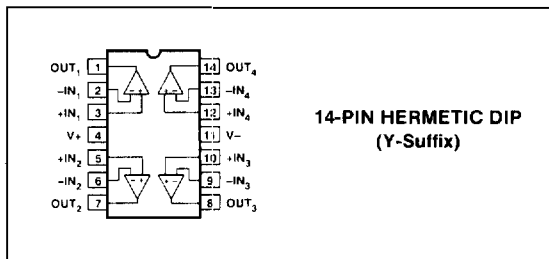 OUT1 1 14 OUT4
–IN1 2 – + + – 13 –IN4
+IN1 3 12 +IN4
V+ 4 11 V–
+IN2 5 10 +IN3
–IN2 6 – + + – 9 –IN3
OUT2 7 8 OUT3
14-PIN HERMETIC DIP
(Y-Suffix)